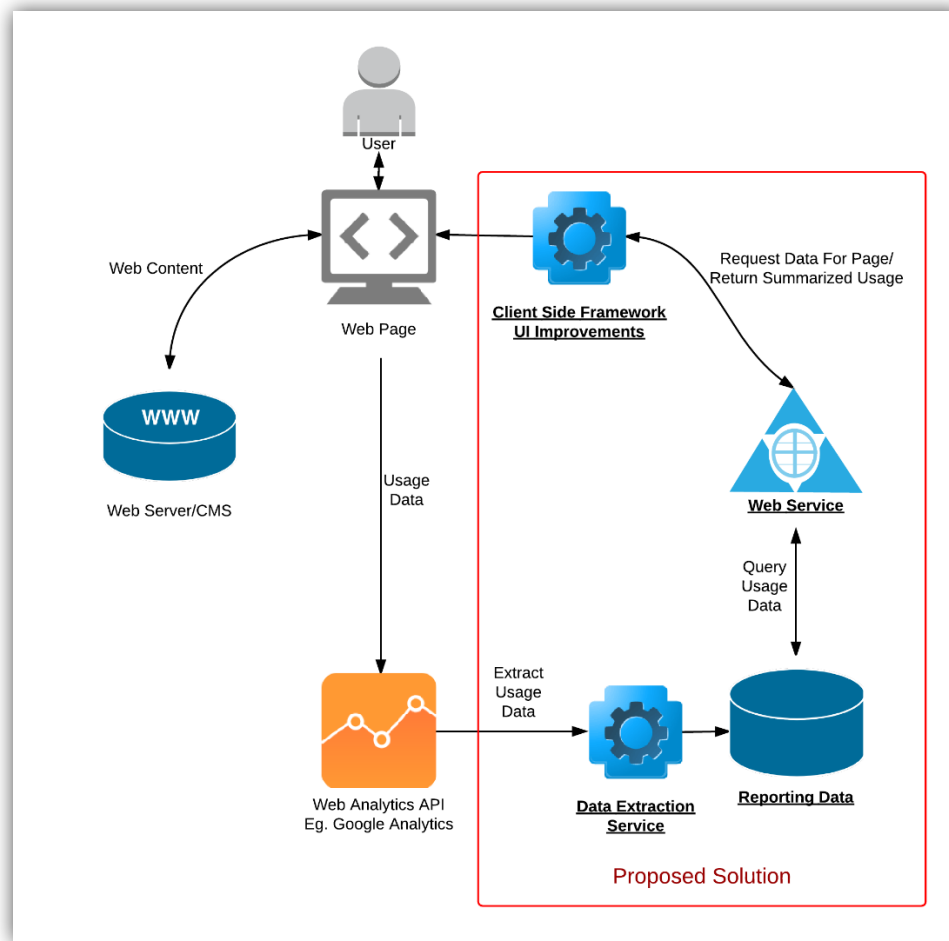 User
Web Content
Web Page
Client Side Framework
UI Improvements
Request Data For Page/
Return Summarized Usage
WWW
Web Server/CMS
Usage
Data
Web Service
Query
Usage
Data
Extract
Usage
Data
Web Analytics API
Eg. Google Analytics
Data Extraction
Service
Reporting Data
Proposed Solution